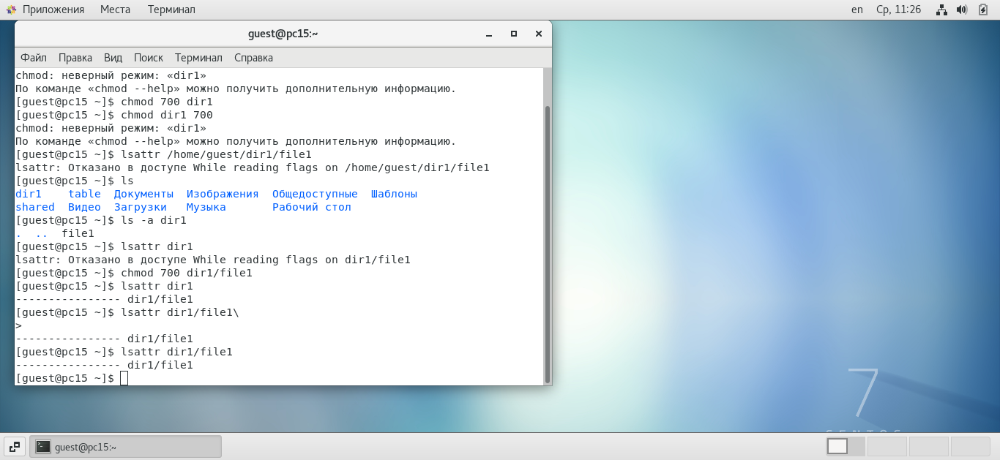 Приложения Места Терминал en Ср, 11:26
guest@pc15:~
Файл Правка Вид Поиск Терминал Справка
chmod: неверный режим: «dir1»
По команде «chmod --help» можно получить дополнительную информацию.
[guest@pc15 ~]$ chmod 700 dir1
[guest@pc15 ~]$ chmod dir1 700
chmod: неверный режим: «dir1»
По команде «chmod --help» можно получить дополнительную информацию.
[guest@pc15 ~]$ lsattr /home/guest/dir1/file1
lsattr: Отказано в доступе While reading flags on /home/guest/dir1/file1
[guest@pc15 ~]$ ls
dir1 table Документы Изображения Общедоступные Шаблоны
shared Видео Загрузки Музыка Рабочий стол
[guest@pc15 ~]$ ls -a dir1
. .. file1
[guest@pc15 ~]$ lsattr dir1
lsattr: Отказано в доступе While reading flags on dir1/file1
[guest@pc15 ~]$ chmod 700 dir1/file1
[guest@pc15 ~]$ lsattr dir1
---------------- dir1/file1
[guest@pc15 ~]$ lsattr dir1/file1\
>
---------------- dir1/file1
[guest@pc15 ~]$ lsattr dir1/file1
---------------- dir1/file1
[guest@pc15 ~]$
7
CENTOS
guest@pc15:~